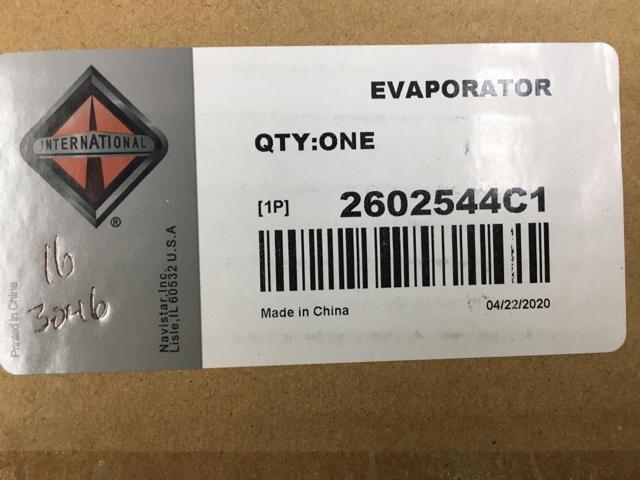 INTERNATIONAL
®
16
3046
Printed in China
Navistar,Inc.
Lisle,IL 60532 U.S.A
EVAPORATOR
QTY:ONE
[1P] 2602544C1
Made in China 04/22/2020